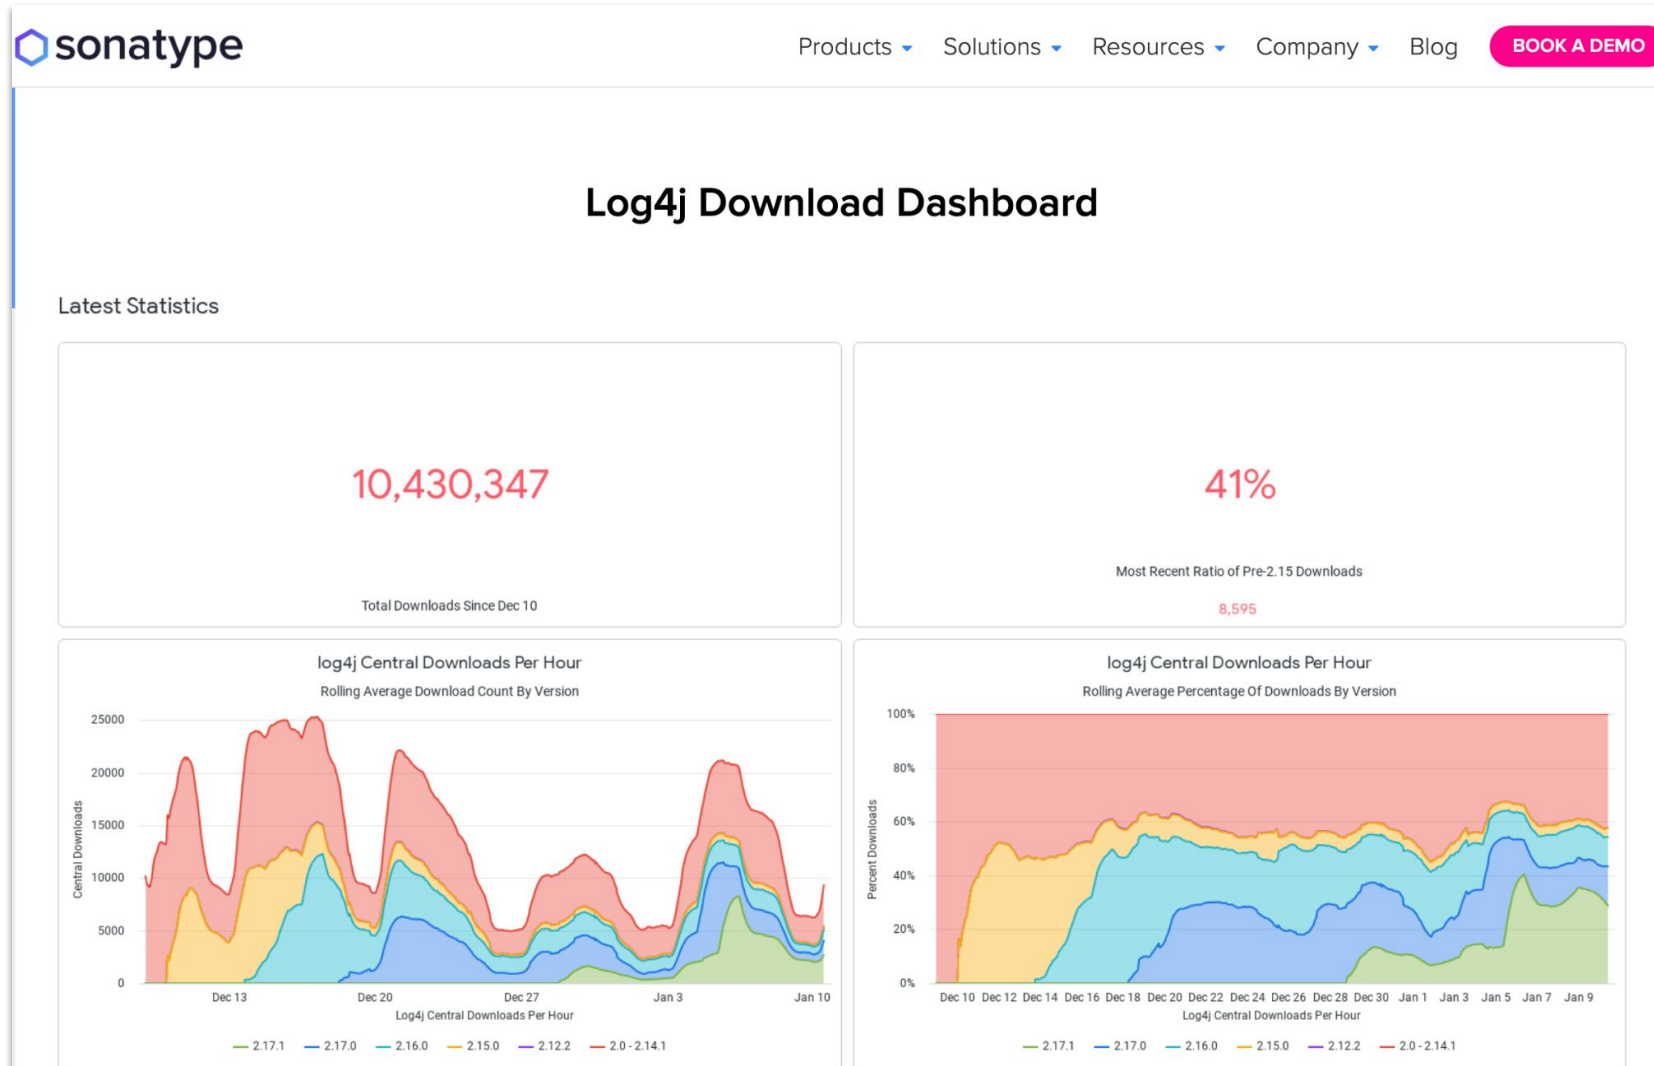 sonatype
Products Solutions Resources Company Blog BOOK A DEMO
Log4j Download Dashboard
Latest Statistics
10,430,347
Total Downloads Since Dec 10
41%
Most Recent Ratio of Pre-2.15 Downloads
8,595
log4j Central Downloads Per Hour
Rolling Average Download Count By Version
25000
20000
15000
10000
5000
0
Central Downloads
Dec 13 Dec 20 Dec 27 Jan 3 Jan 10
Log4j Central Downloads Per Hour
2.17.1 2.17.0 2.16.0 2.15.0 2.12.2 2.0 - 2.14.1
log4j Central Downloads Per Hour
Rolling Average Percentage Of Downloads By Version
100%
80%
60%
40%
20%
0%
Percent Downloads
Dec 10 Dec 12 Dec 14 Dec 16 Dec 18 Dec 20 Dec 22 Dec 24 Dec 26 Dec 28 Dec 30 Jan 1 Jan 3 Jan 5 Jan 7 Jan 9
Log4j Central Downloads Per Hour
2.17.1 2.17.0 2.16.0 2.15.0 2.12.2 2.0 - 2.14.1